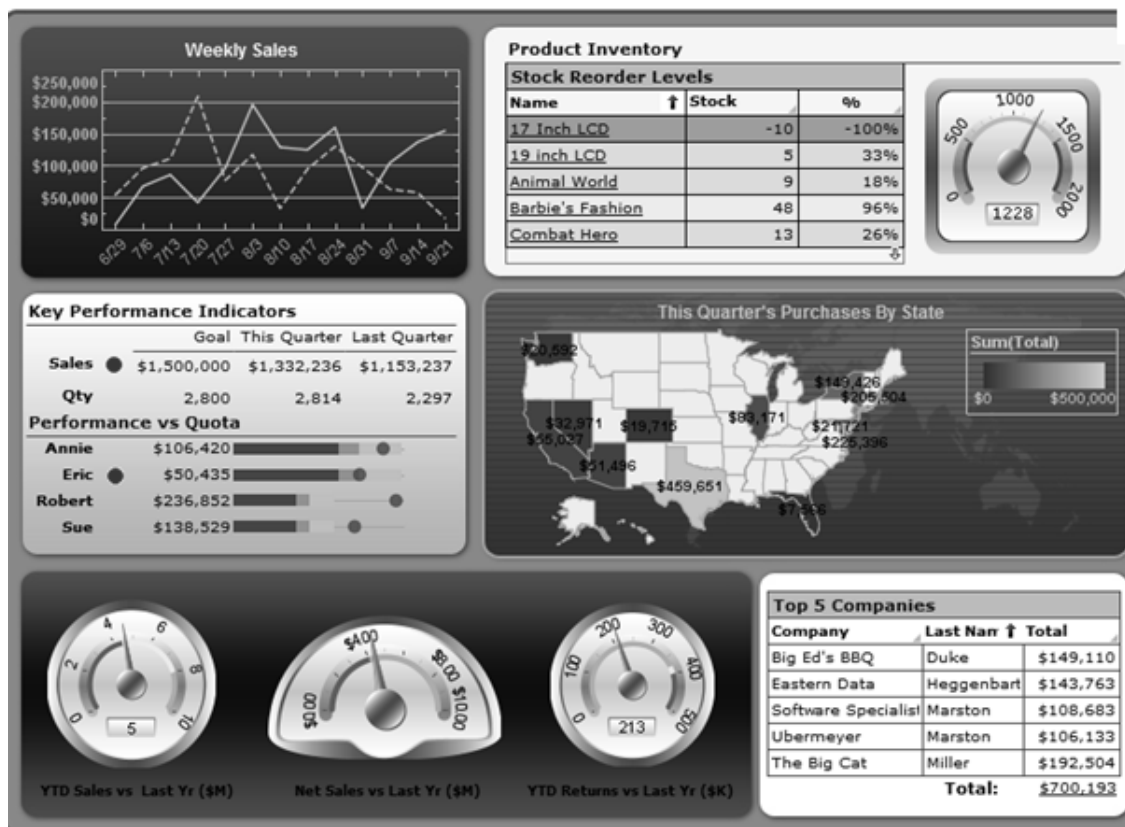 Weekly Sales
$250,000
$200,000
$150,000
$100,000
$50,000
$0
6/29 7/6 7/13 7/20 7/27 8/3 8/10 8/17 8/24 8/31 9/7 9/14 9/21
Product Inventory
Stock Reorder Levels
Name Stock %
17 Inch LCD -10 -100%
19 inch LCD 5 33%
Animal World 9 18%
Barbie's Fashion 48 96%
Combat Hero 13 26%
0 500 1000 1500 2000
1228
Key Performance Indicators
Goal This Quarter Last Quarter
Sales $1,500,000 $1,332,236 $1,153,237
Qty 2,800 2,814 2,297
Performance vs Quota
Annie $106,420
Eric $50,435
Robert $236,852
Sue $138,529
This Quarter's Purchases By State
Sum(Total)
$0 $500,000
$20,592
$149,426
$205,504
$32,971
$19,715
$83,171
$21,721
$55,027
$225,396
$51,496
$459,651
$7,566
0 2 4 6 8 10
5
YTD Sales vs Last Yr ($M)
$0.00 $4.00 $8.00 $10.00
Net Sales vs Last Yr ($M)
0 100 200 300 400 500
213
YTD Returns vs Last Yr ($K)
Top 5 Companies
Company Last Nam Total
Big Ed's BBQ Duke $149,110
Eastern Data Heggenbart $143,763
Software Specialist Marston $108,683
Ubermeyer Marston $106,133
The Big Cat Miller $192,504
Total: $700,193